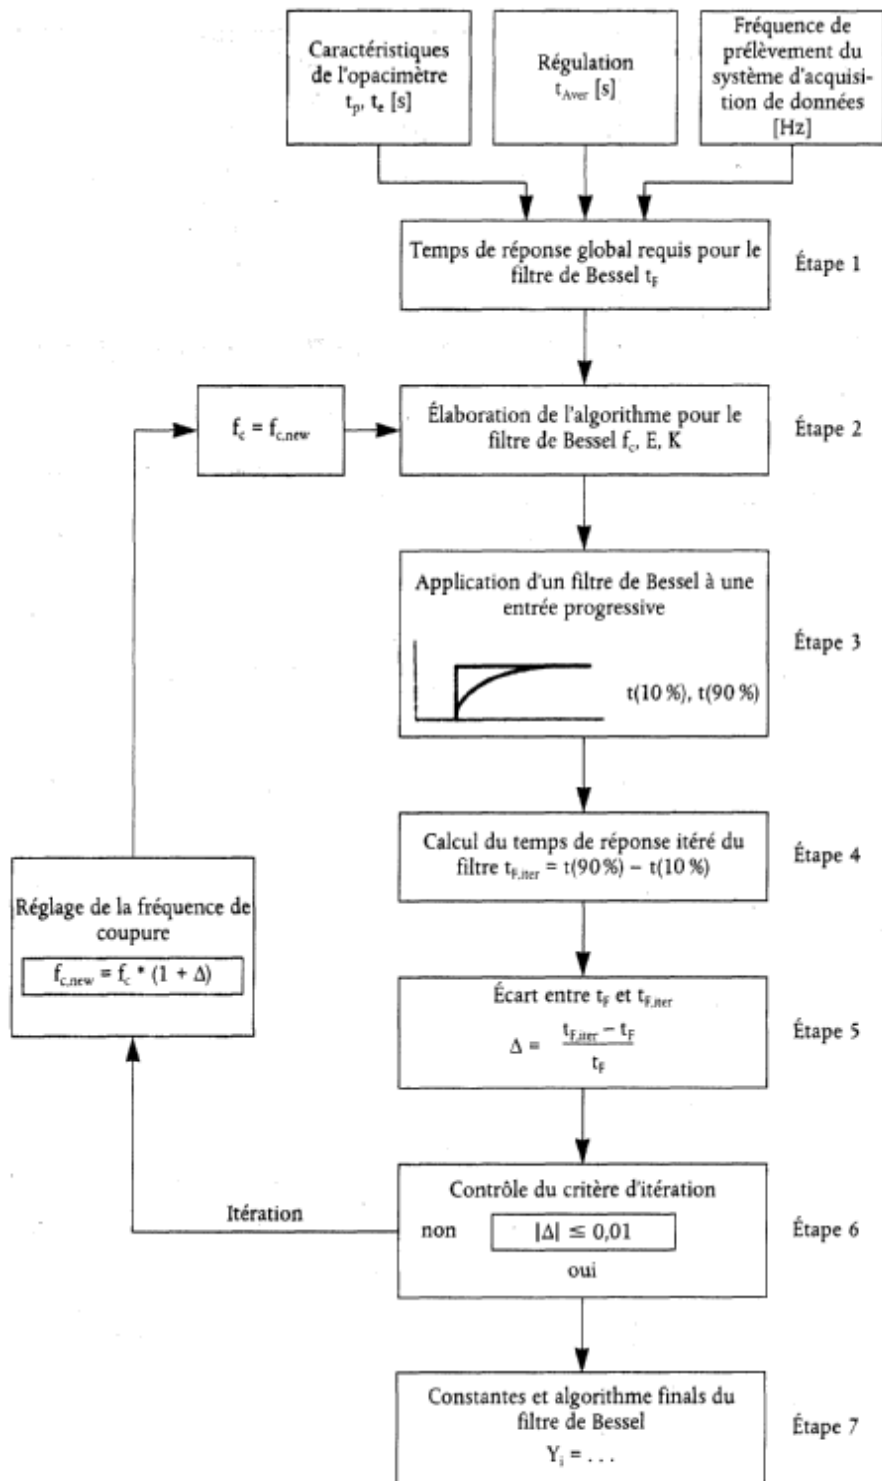 Caractéristiques
de l'opacimètre
t_p, t_e [s]
Régulation
t_Aver [s]
Fréquence de
prélèvement du
système d'acquisi-
tion de données
[Hz]
Temps de réponse global requis pour le
filtre de Bessel t_F
Étape 1
f_c = f_c,new
Élaboration de l'algorithme pour le
filtre de Bessel f_c, E, K
Étape 2
Application d'un filtre de Bessel à une
entrée progressive
t(10 %), t(90 %)
Étape 3
Calcul du temps de réponse itéré du
filtre t_F,iter = t(90 %) – t(10 %)
Étape 4
Réglage de la fréquence de
coupure
f_c,new = f_c * (1 + Δ)
Écart entre t_F et t_F,iter
Δ = (t_F,iter – t_F) / t_F
Étape 5
Contrôle du critère d'itération
Itération
non
|Δ| ≦ 0,01
oui
Étape 6
Constantes et algorithme finals du
filtre de Bessel
Y_i = . . .
Étape 7